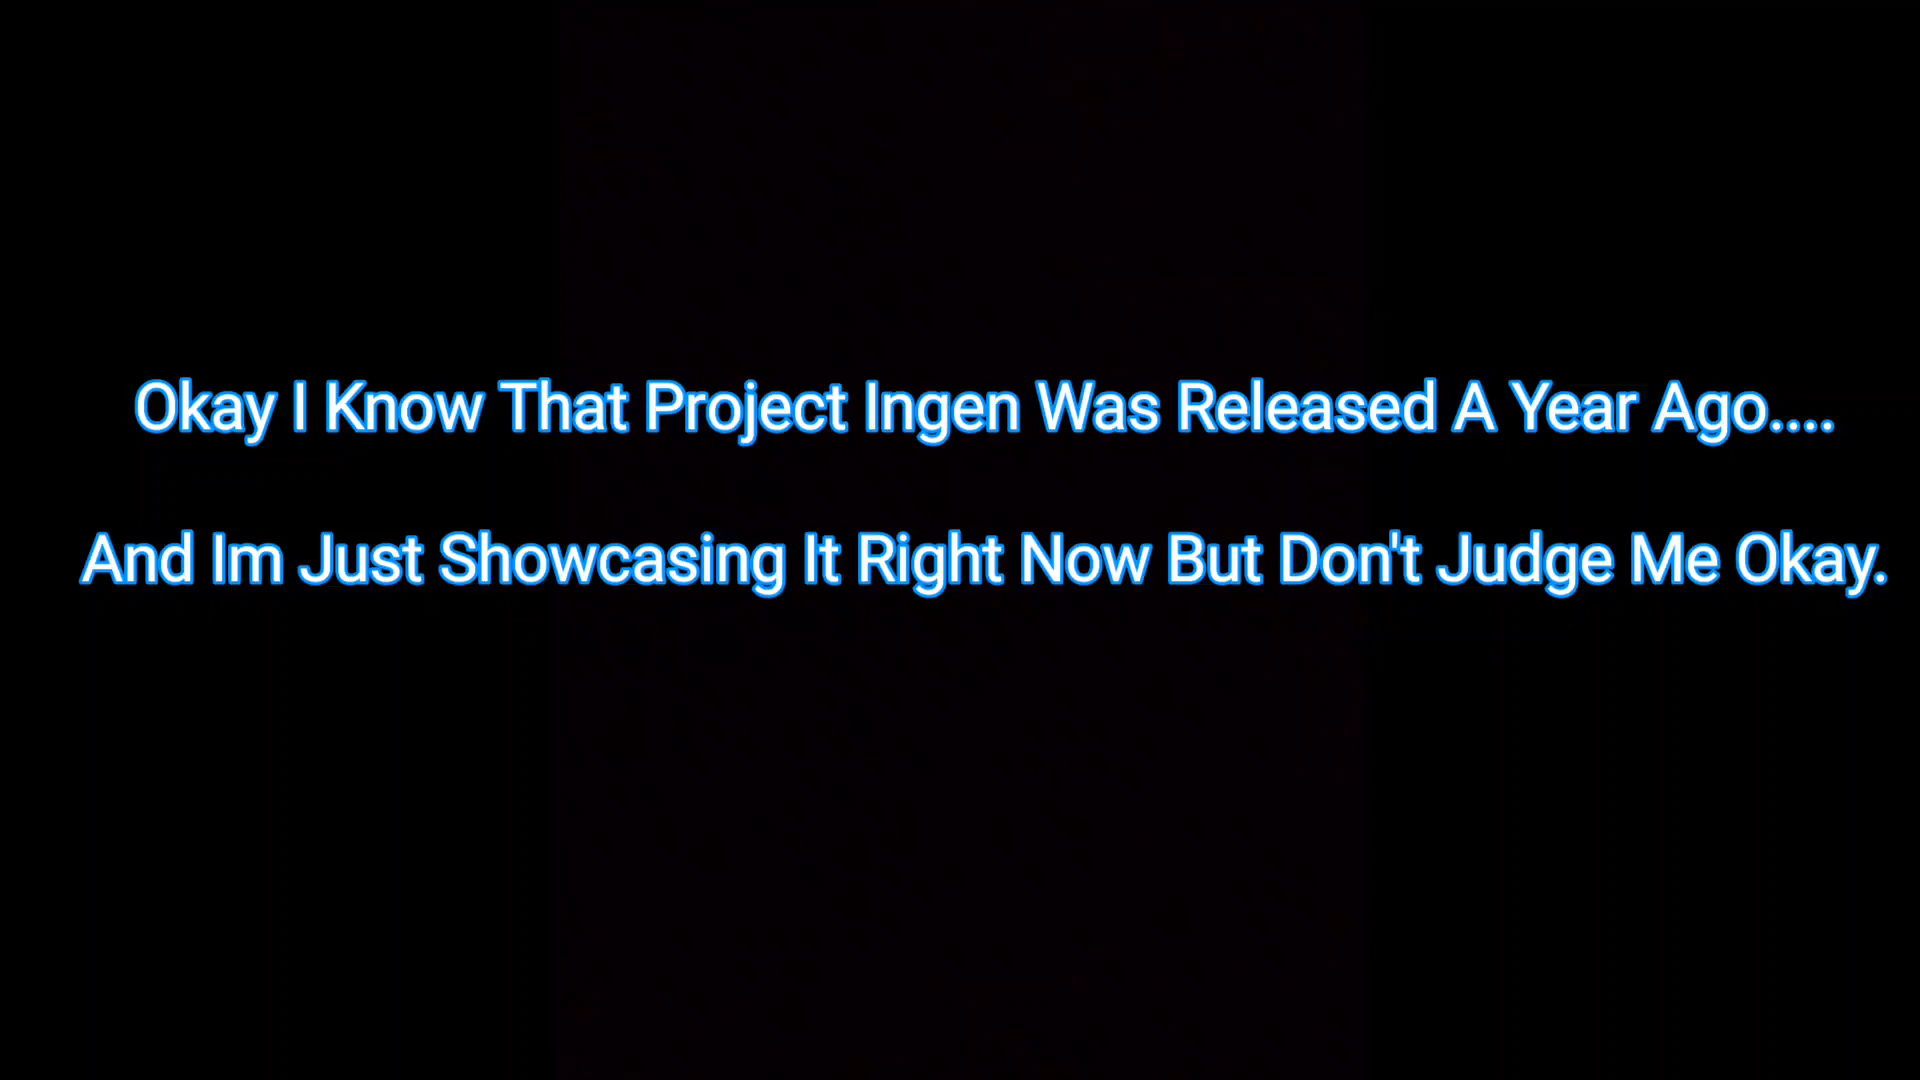 Okay I Know That Project Ingen Was Released A Year Ago....
And Im Just Showcasing It Right Now But Don't Judge Me Okay.